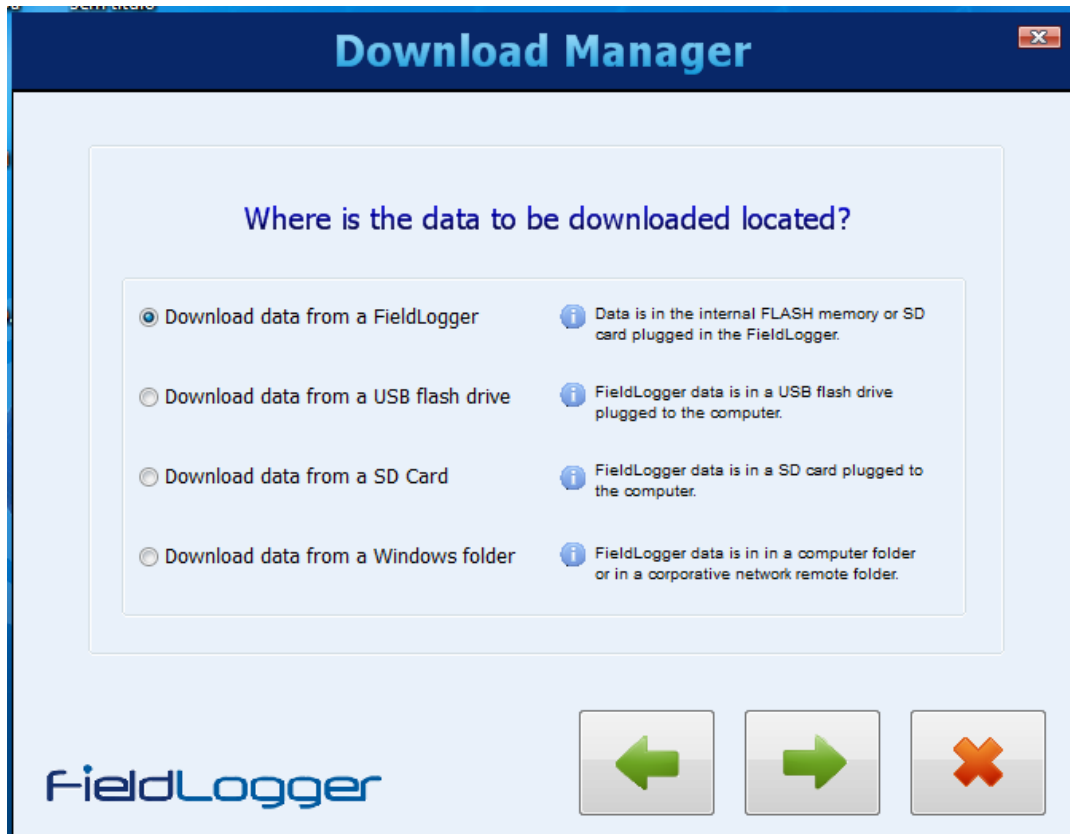 sem titulo
Download Manager
Where is the data to be downloaded located?
Download data from a FieldLogger
Data is in the internal FLASH memory or SD
card plugged in the FieldLogger.
Download data from a USB flash drive
FieldLogger data is in a USB flash drive
plugged to the computer.
Download data from a SD Card
FieldLogger data is in a SD card plugged to
the computer.
Download data from a Windows folder
FieldLogger data is in in a computer folder
or in a corporative network remote folder.
FieldLogger